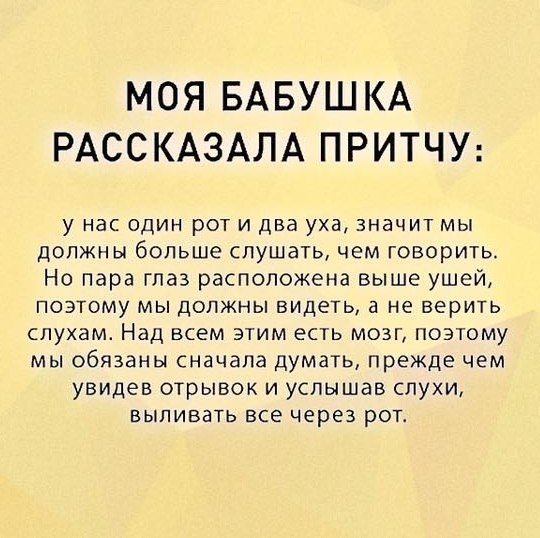 МОЯ БАБУШКА
РАССКАЗАЛА ПРИТЧУ:
у нас один рот и два уха, значит мы
должны больше слушать, чем говорить.
Но пара глаз расположена выше ушей,
поэтому мы должны видеть, а не верить
слухам. Над всем этим есть мозг, поэтому
мы обязаны сначала думать, прежде чем
увидев отрывок и услышав слухи,
выливать все через рот.